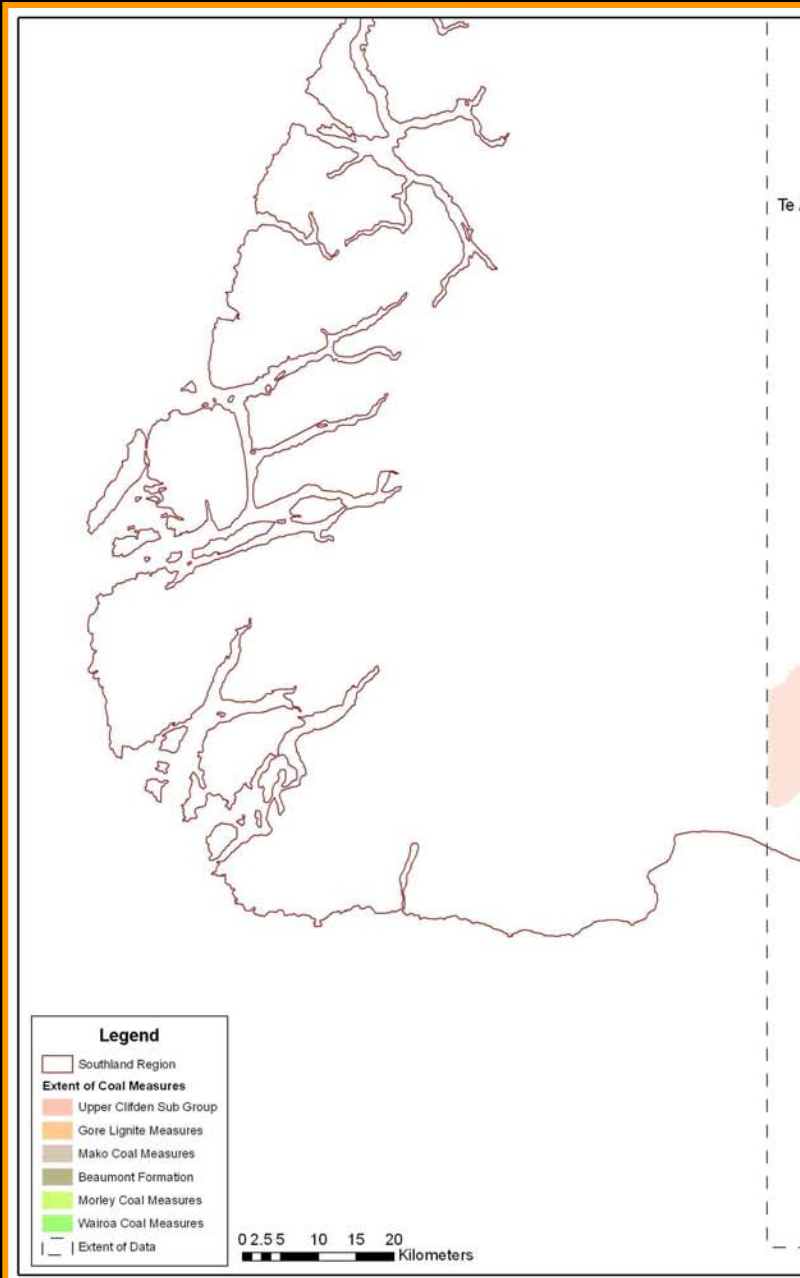 Te
Legend
Southland Region
Extent of Coal Measures
Upper Clifden Sub Group
Gore Lignite Measures
Mako Coal Measures
Beaumont Formation
Morley Coal Measures
Wairoa Coal Measures
Extent of Data
0 2.5 5 10 15 20
Kilometers